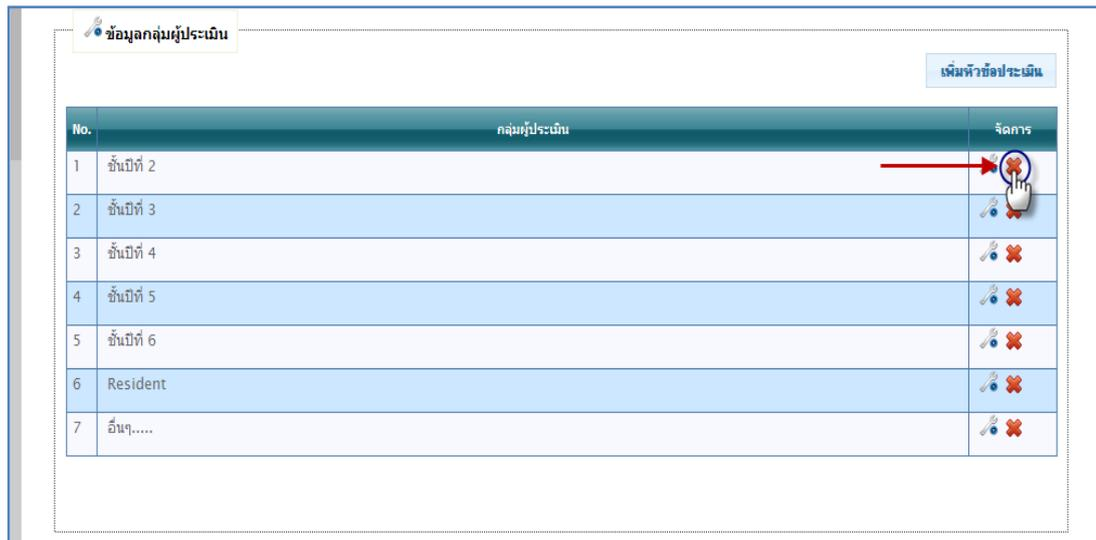 ข้อมูลกลุ่มผู้ประเมิน
เพิ่มหัวข้อประเมิน
No. กลุ่มผู้ประเมิน จัดการ
1 ชั้นปีที่ 2
2 ชั้นปีที่ 3
3 ชั้นปีที่ 4
4 ชั้นปีที่ 5
5 ชั้นปีที่ 6
6 Resident
7 อื่นๆ.....